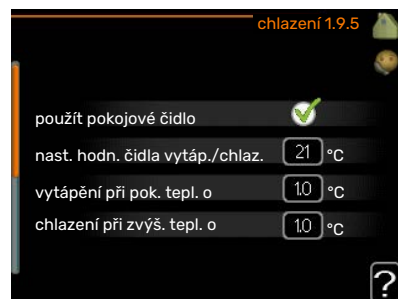 chlazení 1.9.5
použít pokojové čidlo
nast. hodn. čidla vytáp./chlaz. 21 °C
vytápění při pok. tepl. o 1.0 °C
chlazení při zvýš. tepl. o 1.0 °C
?